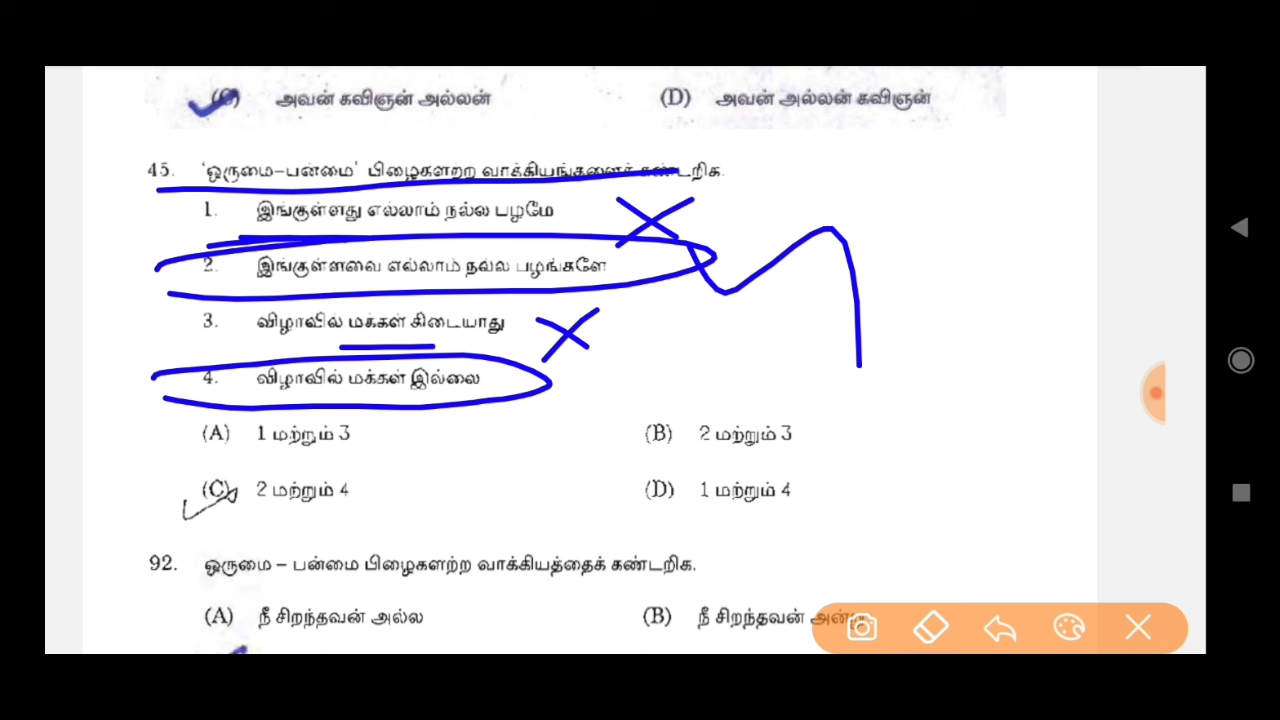 (C) அவன் கவிஞன் அல்லன் (D) அவன் அல்லன் கவிஞன்
45. 'ஒருமை-பன்மை' பிழைகளற்ற வாக்கியங்களைக் கண்டறிக.
1. இங்குள்ளது எல்லாம் நல்ல பழமே
2. இங்குள்ளவை எல்லாம் நல்ல பழங்களே
3. விழாவில் மக்கள் கிடையாது
4. விழாவில் மக்கள் இல்லை
(A) 1 மற்றும் 3 (B) 2 மற்றும் 3
(C) 2 மற்றும் 4 (D) 1 மற்றும் 4
92. ஒருமை – பன்மை பிழைகளற்ற வாக்கியத்தைக் கண்டறிக.
(A) நீ சிறந்தவன் அல்ல (B) நீ சிறந்தவன் அன்று